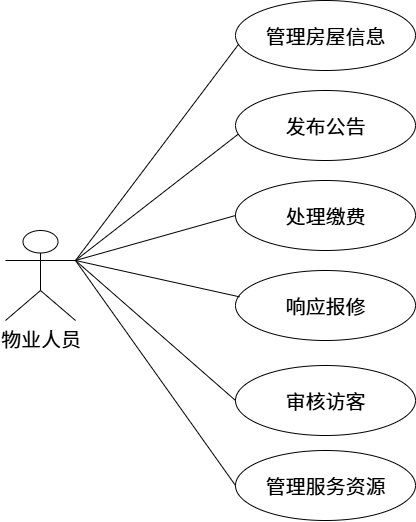 管理房屋信息
发布公告
处理缴费
响应报修
物业人员
审核访客
管理服务资源